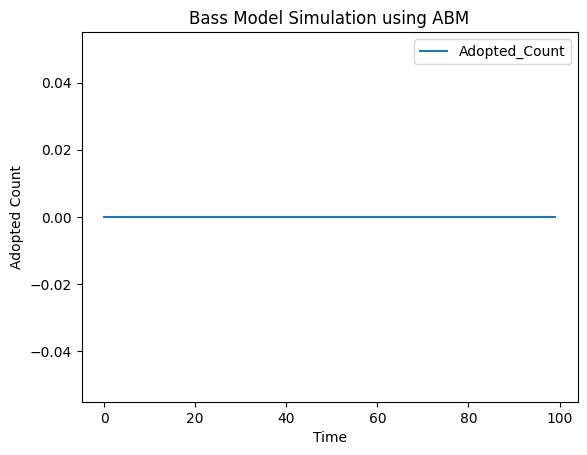 Bass Model Simulation using ABM
Adopted_Count
0.04
0.02
0.00
−0.02
−0.04
Adopted Count
0 20 40 60 80 100
Time